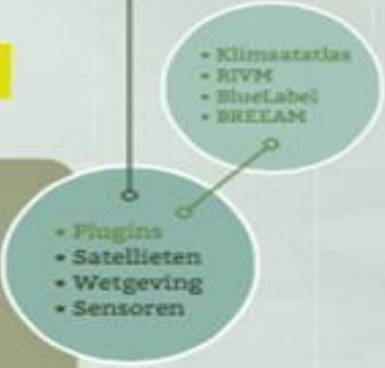 • Klimaatatlas
• RIVM
• BlueLabel
• BREEAM
• Plugins
• Satellieten
• Wetgeving
• Sensoren